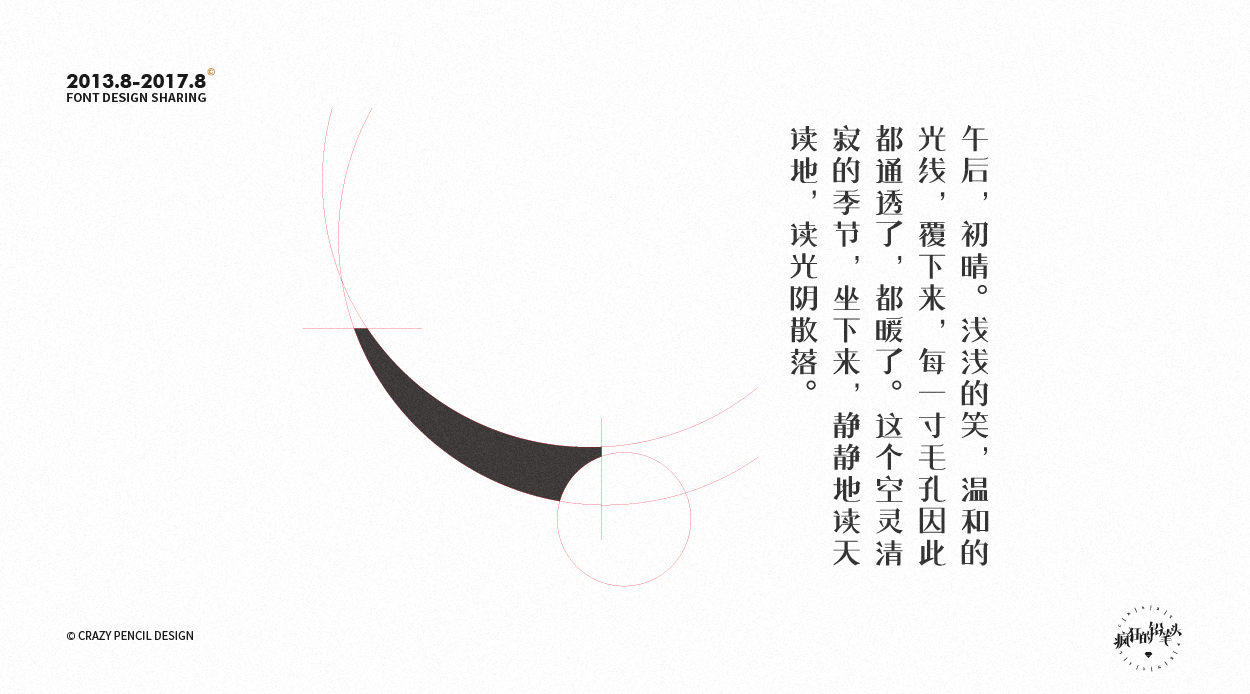 2013.8-2017.8©
FONT DESIGN SHARING
午后，初晴。浅浅的笑，温和的
光线，覆下来，每一寸毛孔因此
都通透了，都暖了。这个空灵清
寂的季节，坐下来，静静地读天
读地，读光阴散落。
© CRAZY PENCIL DESIGN
疯狂的铅笔头